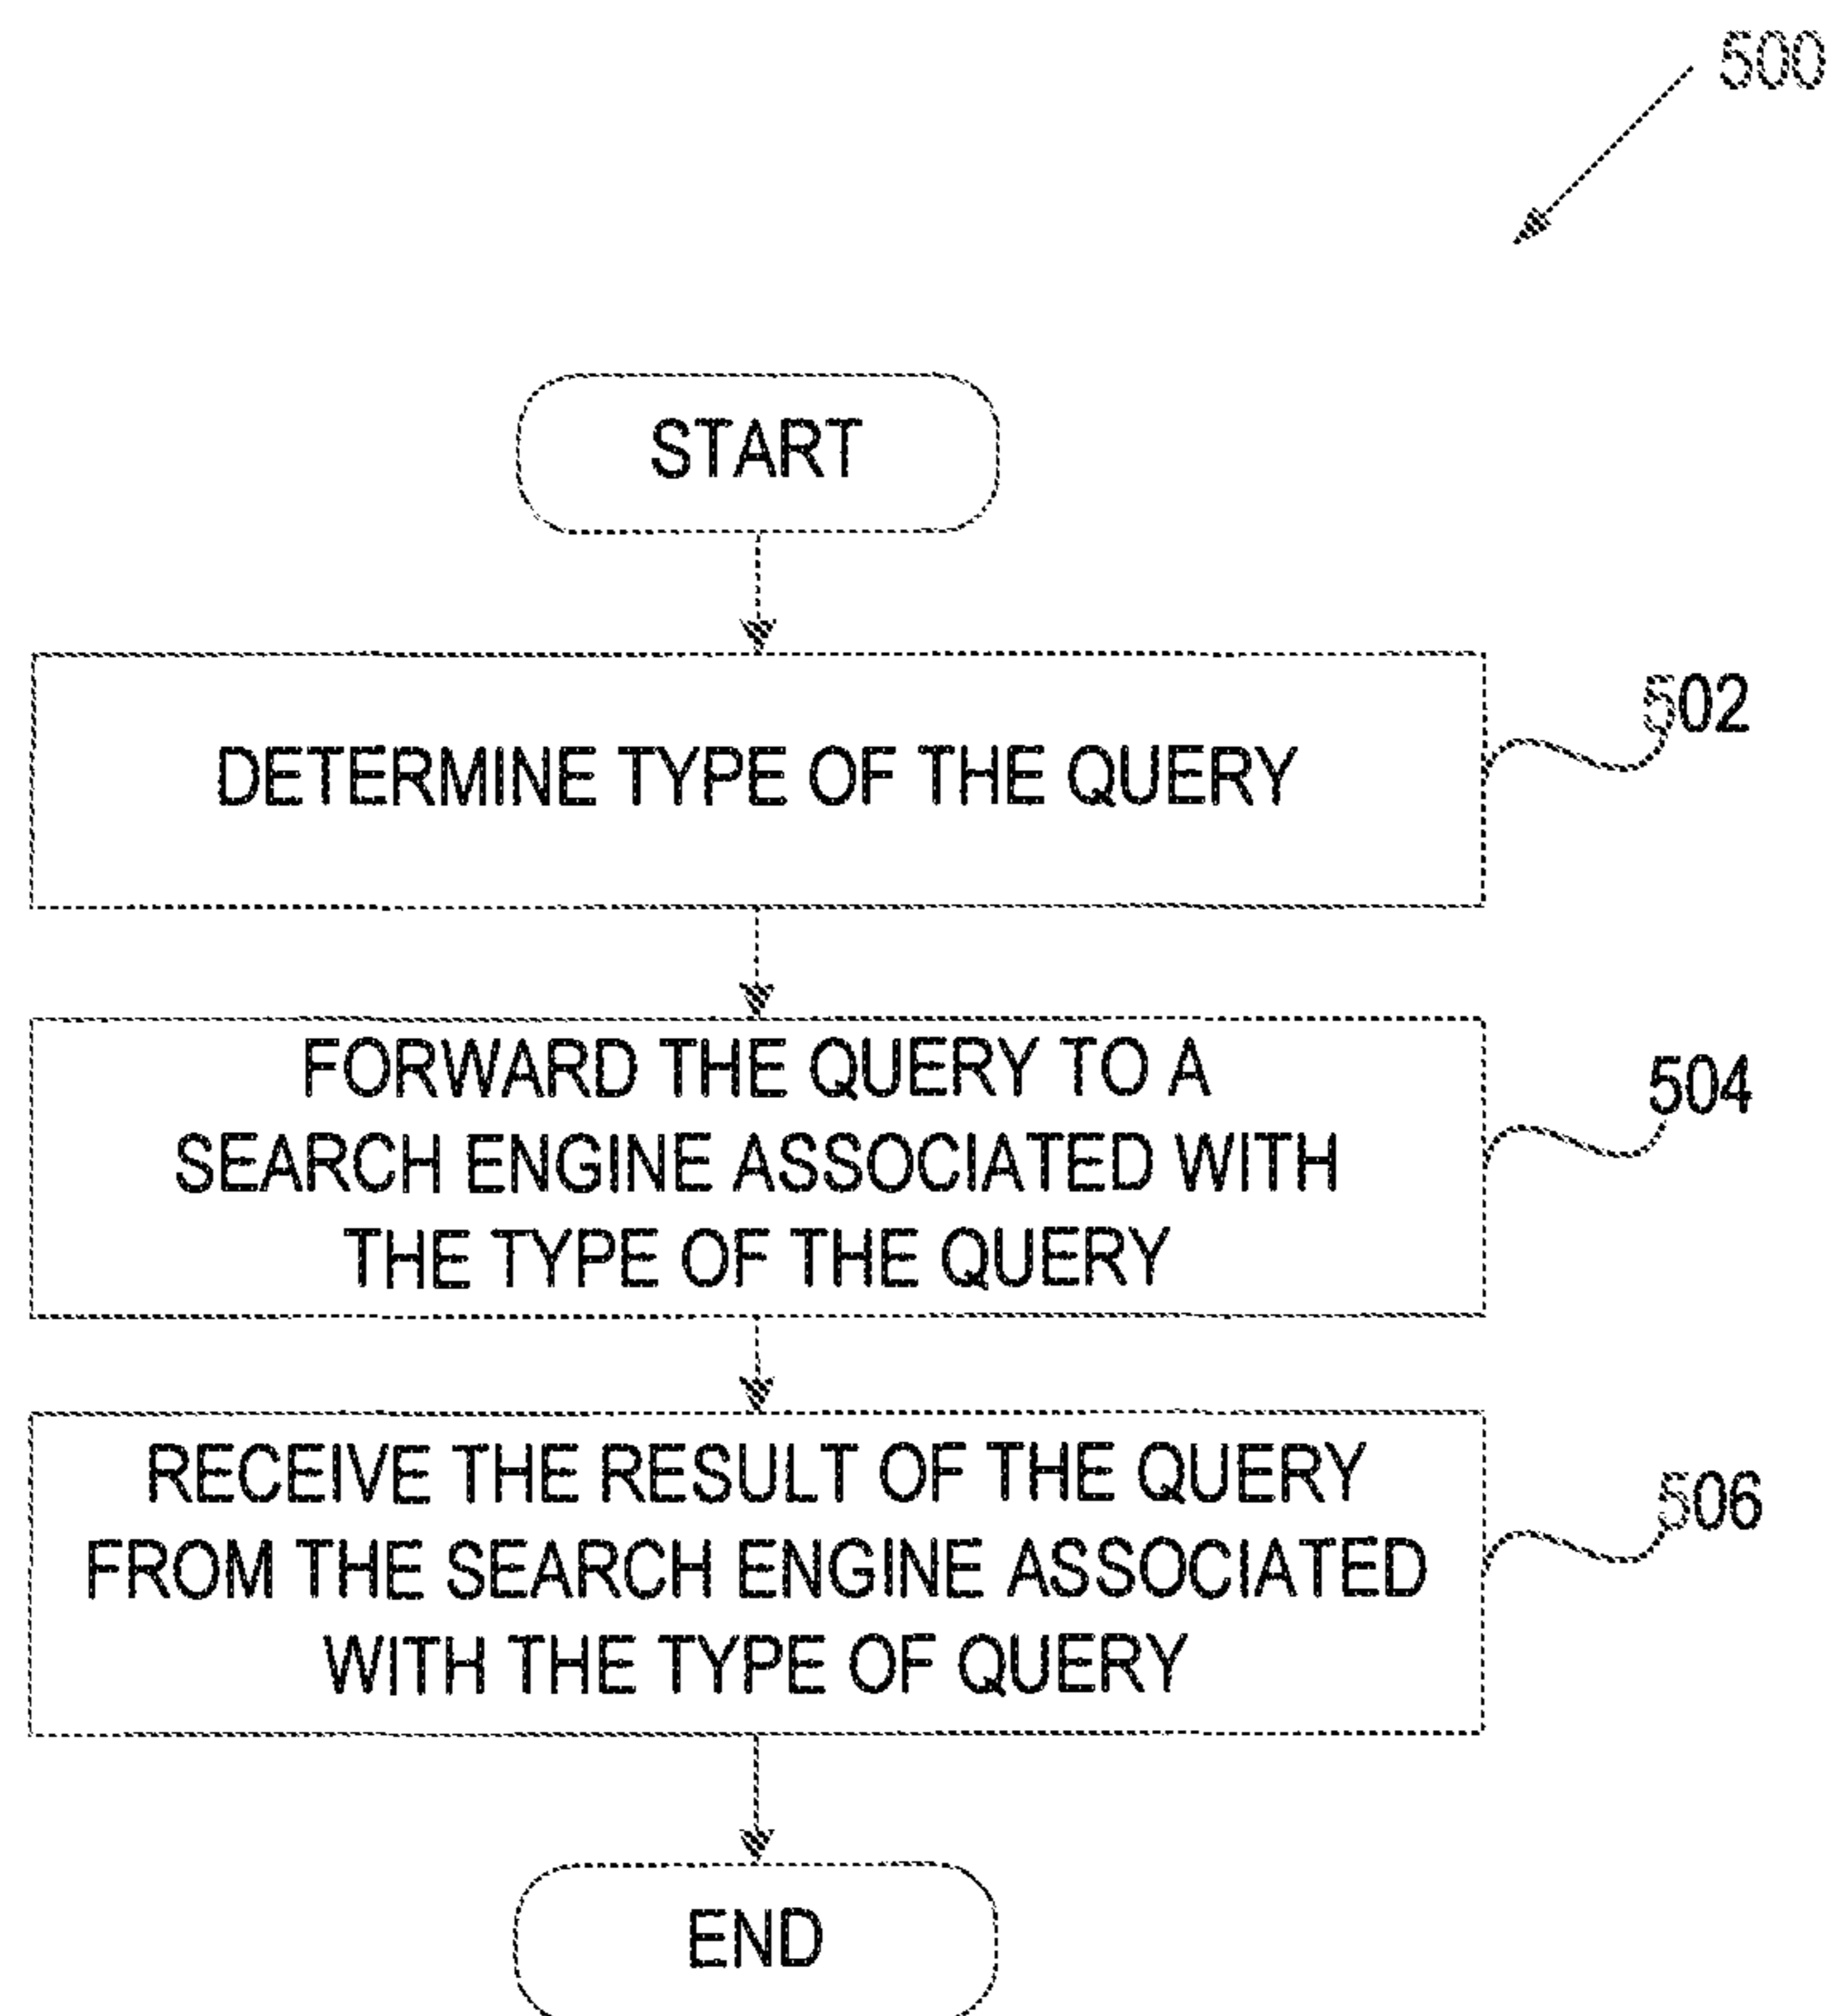 500
START
DETERMINE TYPE OF THE QUERY
502
FORWARD THE QUERY TO A
SEARCH ENGINE ASSOCIATED WITH
THE TYPE OF THE QUERY
504
RECEIVE THE RESULT OF THE QUERY
FROM THE SEARCH ENGINE ASSOCIATED
WITH THE TYPE OF QUERY
506
END